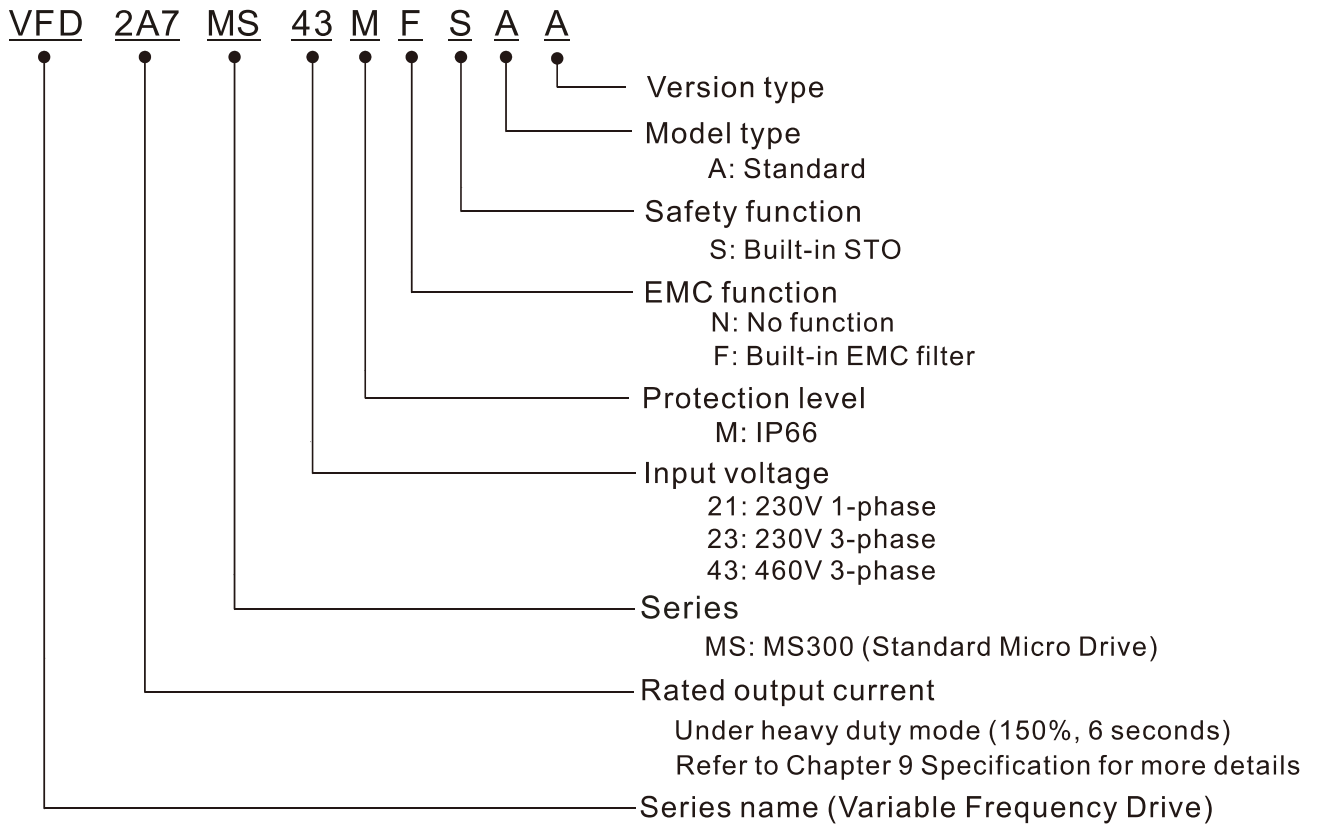 VFD 2A7 MS 43 M F S A A
Version type
Model type
A: Standard
Safety function
S: Built-in STO
EMC function
N: No function
F: Built-in EMC filter
Protection level
M: IP66
Input voltage
21: 230V 1-phase
23: 230V 3-phase
43: 460V 3-phase
Series
MS: MS300 (Standard Micro Drive)
Rated output current
Under heavy duty mode (150%, 6 seconds)
Refer to Chapter 9 Specification for more details
Series name (Variable Frequency Drive)